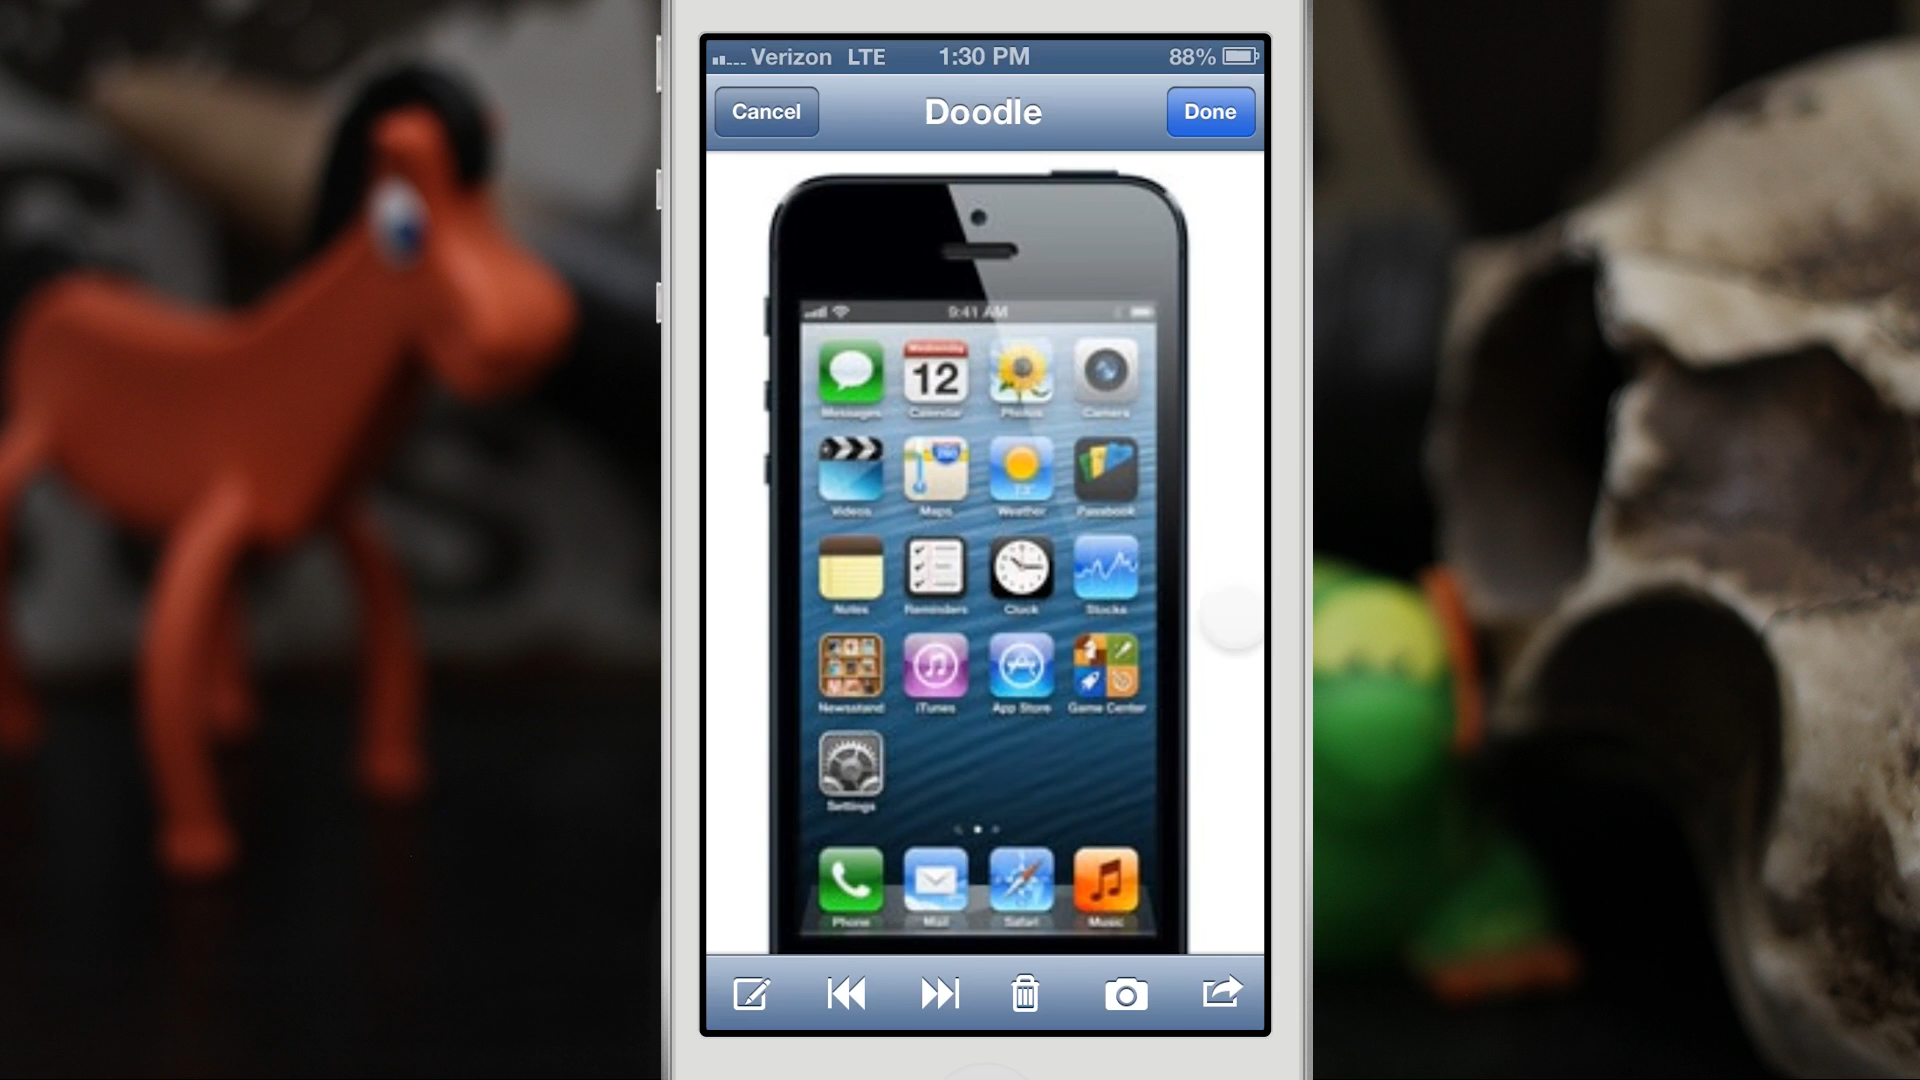 Verizon LTE 1:30 PM 88%
Cancel Doodle Done
9:41 AM
Wednesday
12
Messages Calendar Photos Camera
Videos Maps Weather Passbook
Notes Reminders Clock Stocks
Newsstand iTunes App Store Game Center
Settings
Phone Mail Safari Music